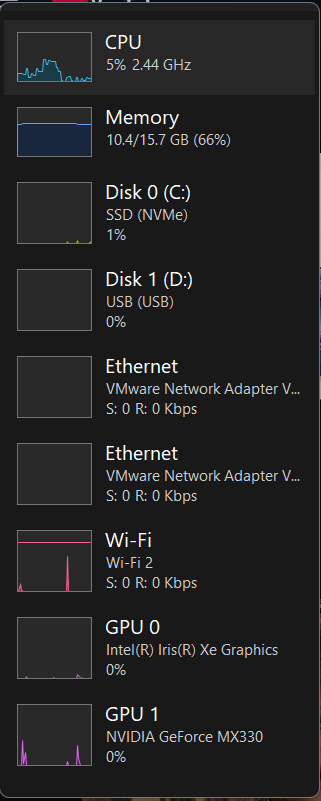 CPU
5% 2.44 GHz
Memory
10.4/15.7 GB (66%)
Disk 0 (C:)
SSD (NVMe)
1%
Disk 1 (D:)
USB (USB)
0%
Ethernet
VMware Network Adapter V...
S: 0 R: 0 Kbps
Ethernet
VMware Network Adapter V...
S: 0 R: 0 Kbps
Wi-Fi
Wi-Fi 2
S: 0 R: 0 Kbps
GPU 0
Intel(R) Iris(R) Xe Graphics
0%
GPU 1
NVIDIA GeForce MX330
0%